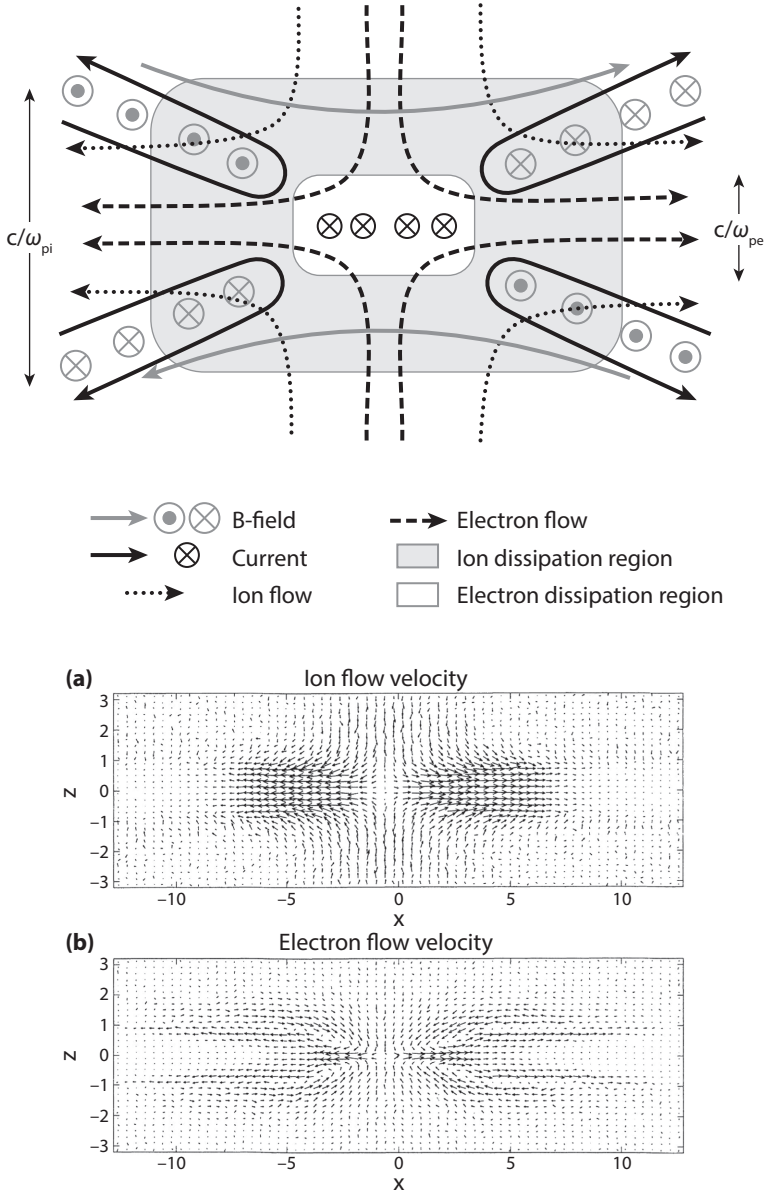 c/ωpi
c/ωpe
B-field
Electron flow
Current
Ion dissipation region
Ion flow
Electron dissipation region
(a) Ion flow velocity
3
2
1
0
–1
–2
–3
z
–10 –5 0 5 10
x
(b) Electron flow velocity
3
2
1
0
–1
–2
–3
z
–10 –5 0 5 10
x